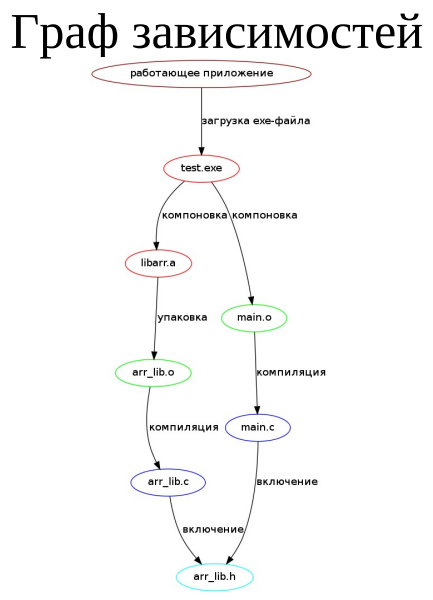 Граф зависимостей
работающее приложение
загрузка exe-файла
test.exe
компоновка компоновка
libarr.a
упаковка
main.o
arr_lib.o
компиляция
компиляция
main.c
arr_lib.c
включение
включение
arr_lib.h